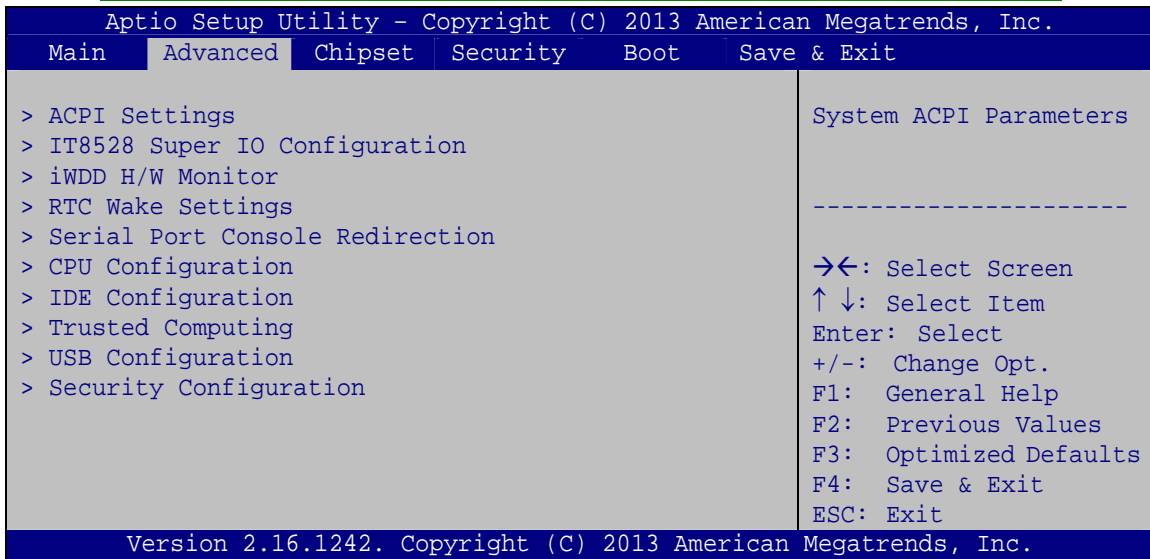 Aptio Setup Utility – Copyright (C) 2013 American Megatrends, Inc.
Main Advanced Chipset Security Boot Save & Exit
> ACPI Settings
> IT8528 Super IO Configuration
> iWDD H/W Monitor
> RTC Wake Settings
> Serial Port Console Redirection
> CPU Configuration
> IDE Configuration
> Trusted Computing
> USB Configuration
> Security Configuration
System ACPI Parameters
----------------------
→←: Select Screen
↑ ↓: Select Item
Enter: Select
+/-: Change Opt.
F1: General Help
F2: Previous Values
F3: Optimized Defaults
F4: Save & Exit
ESC: Exit
Version 2.16.1242. Copyright (C) 2013 American Megatrends, Inc.